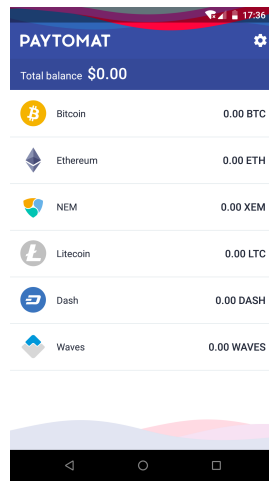 17:36
PAYTOMAT
Total balance $0.00
Bitcoin 0.00 BTC
Ethereum 0.00 ETH
NEM 0.00 XEM
Litecoin 0.00 LTC
Dash 0.00 DASH
Waves 0.00 WAVES